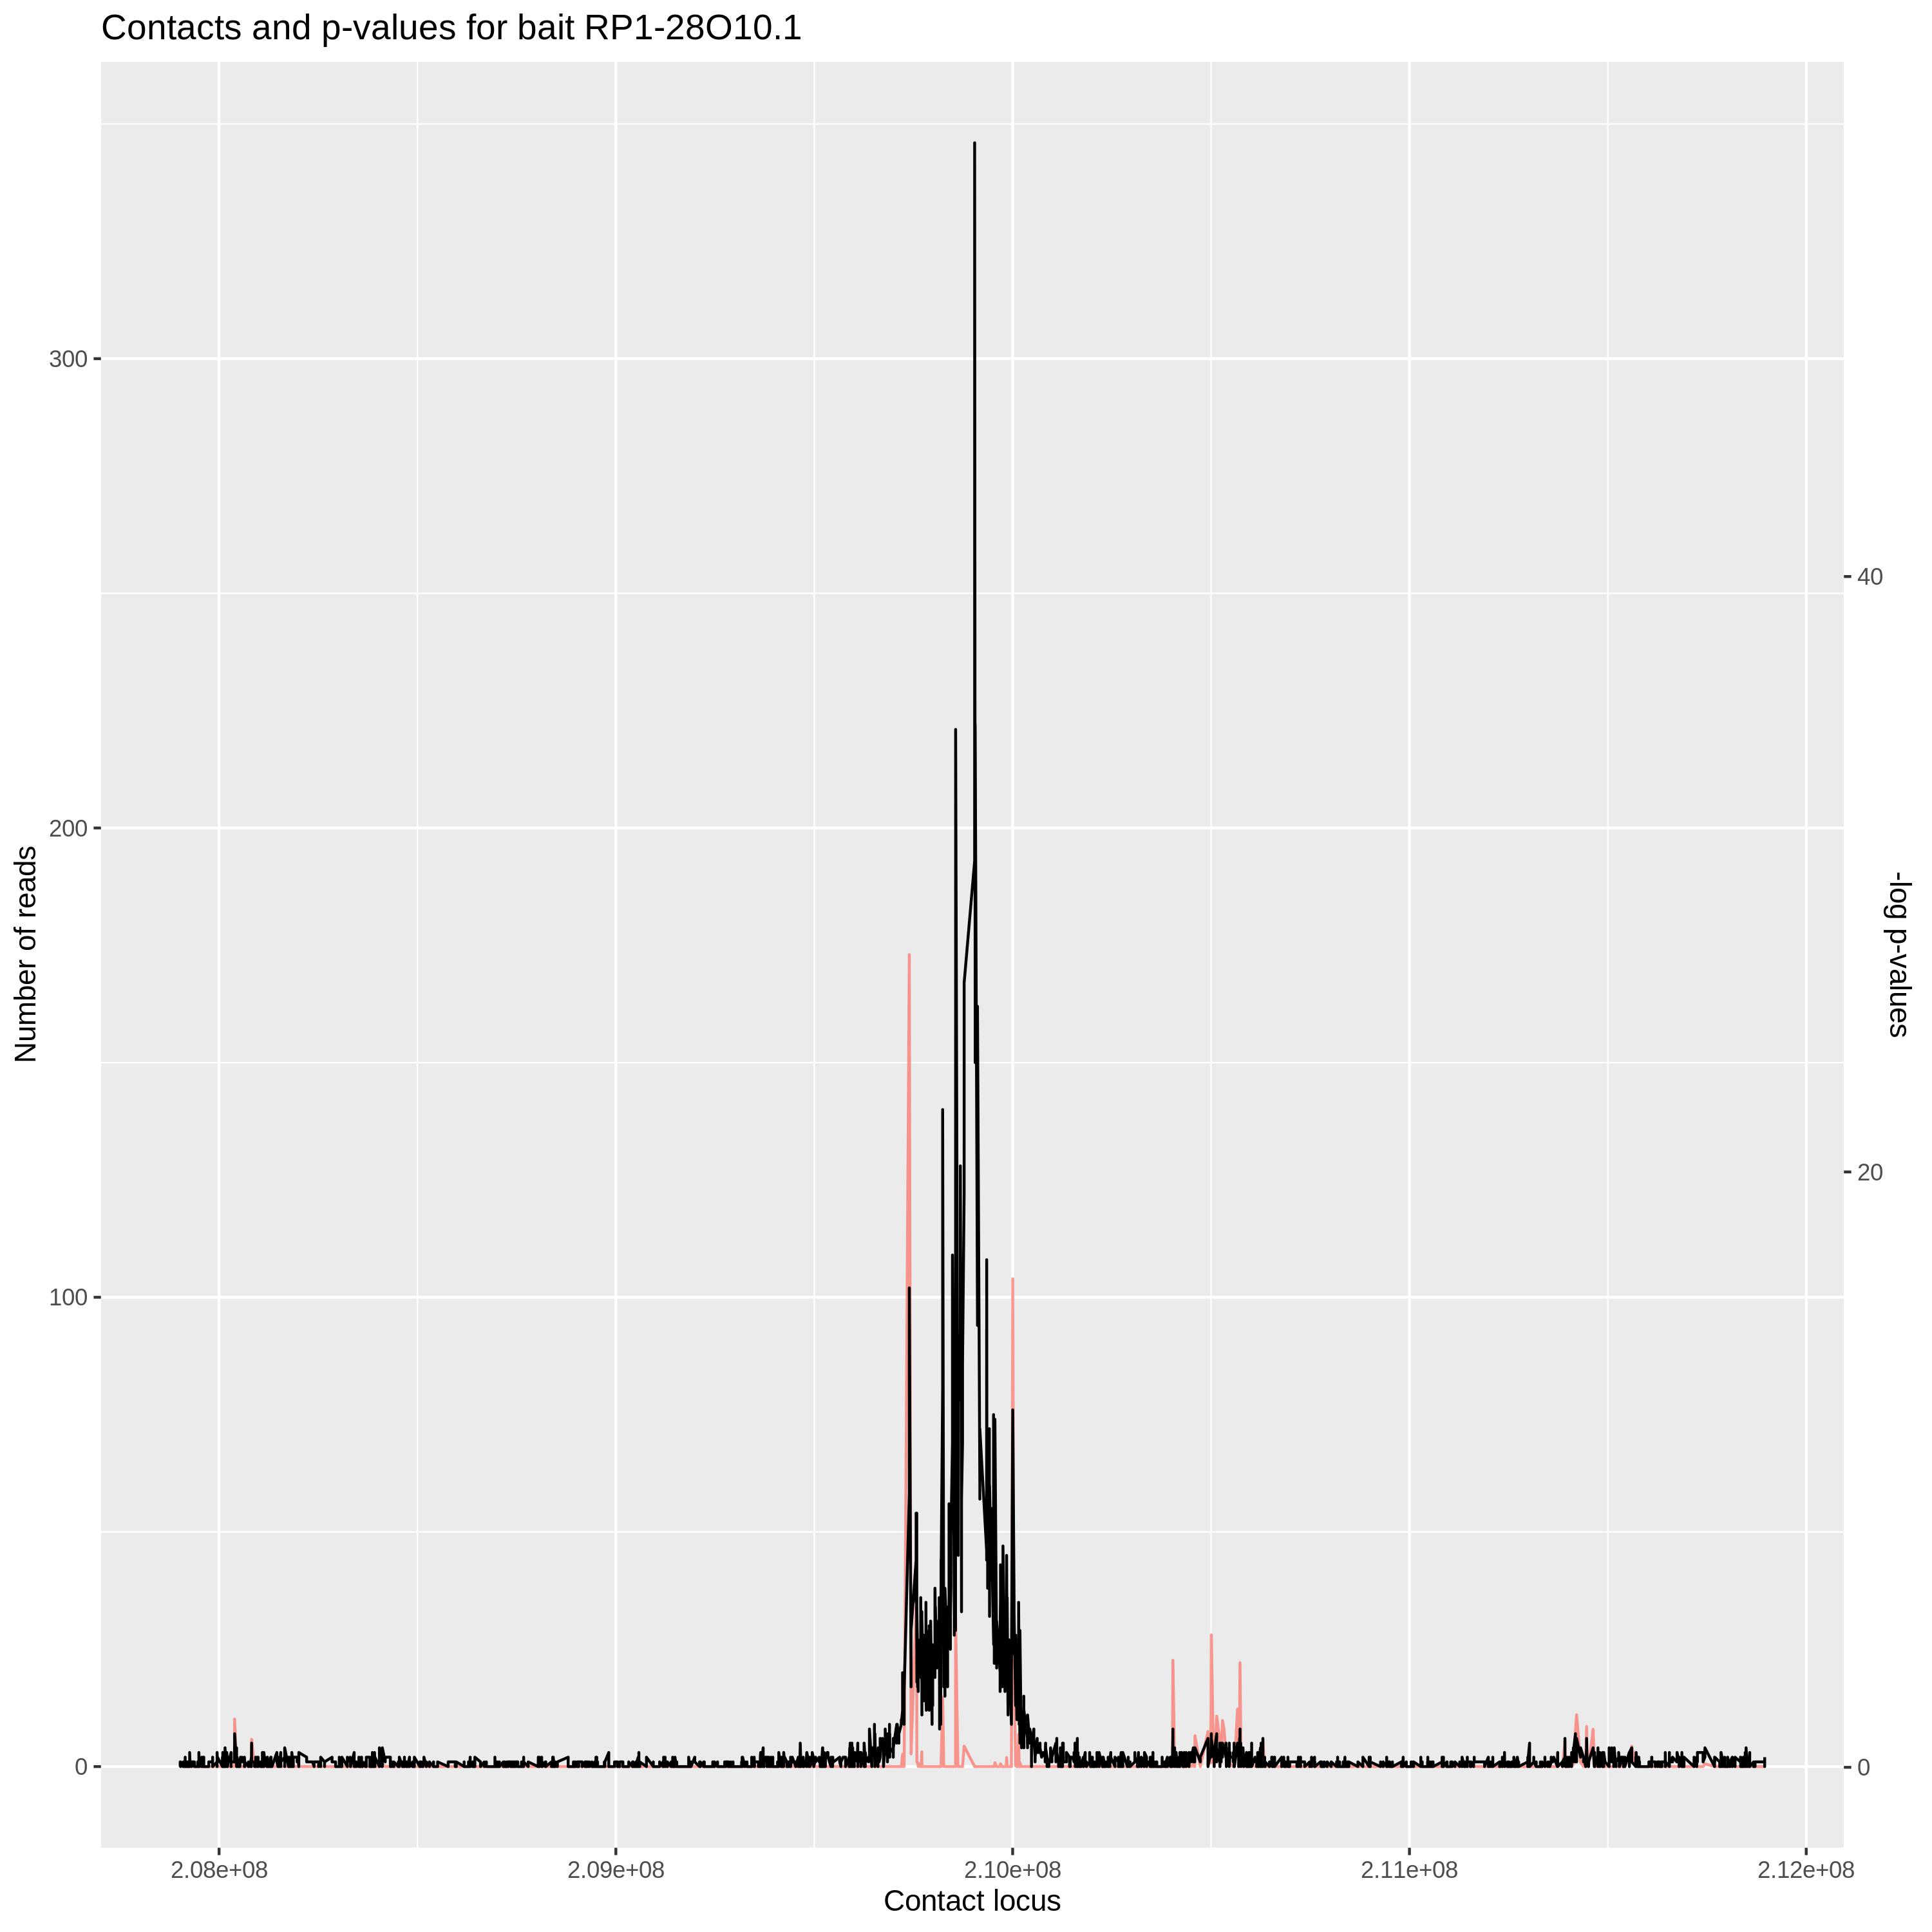 Contacts and p-values for bait RP1-28O10.1
Number of reads
300
200
100
0
40
20
0
-log p-values
2.08e+08
2.09e+08
2.10e+08
2.11e+08
2.12e+08
Contact locus